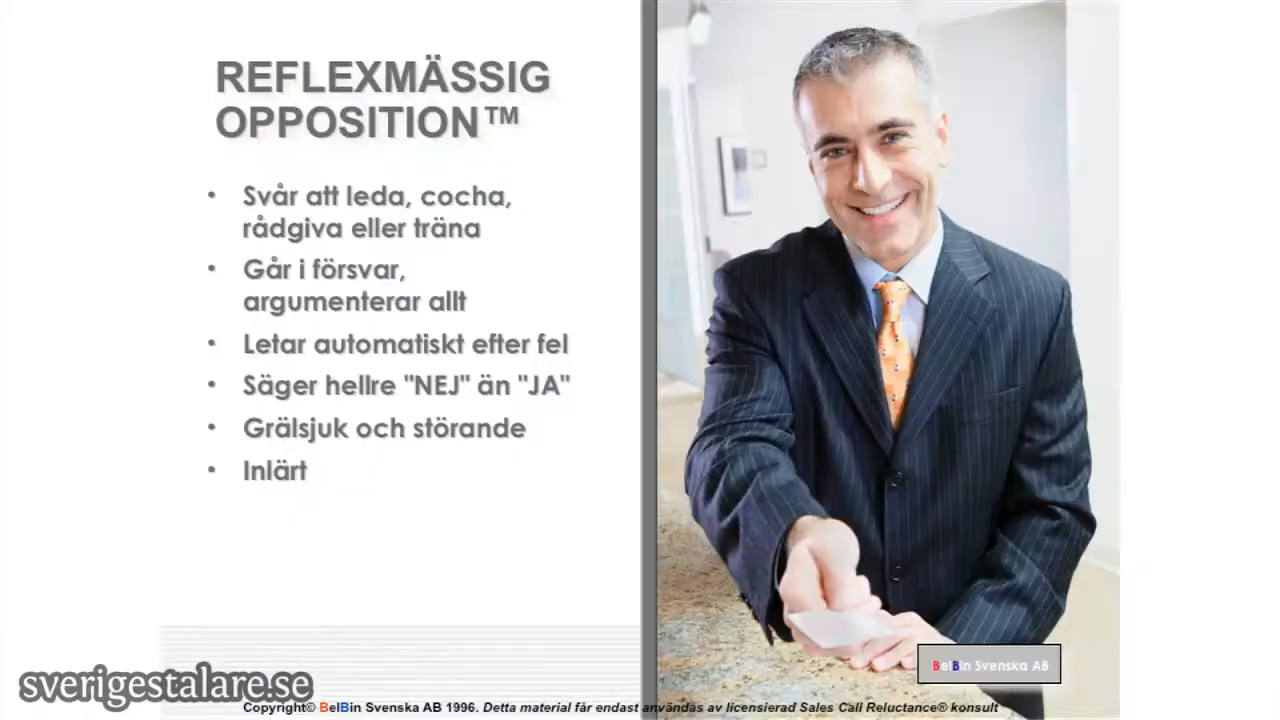 REFLEXMÄSSIG
OPPOSITION™
• Svår att leda, cocha,
rådgiva eller träna
• Går i försvar,
argumenterar allt
• Letar automatiskt efter fel
• Säger hellre "NEJ" än "JA"
• Grälsjuk och störande
• Inlärt
BelBin Svenska AB
sverigestalare.se
Copyright© BelBin Svenska AB 1996. Detta material får endast användas av licensierad Sales Call Reluctance® konsult